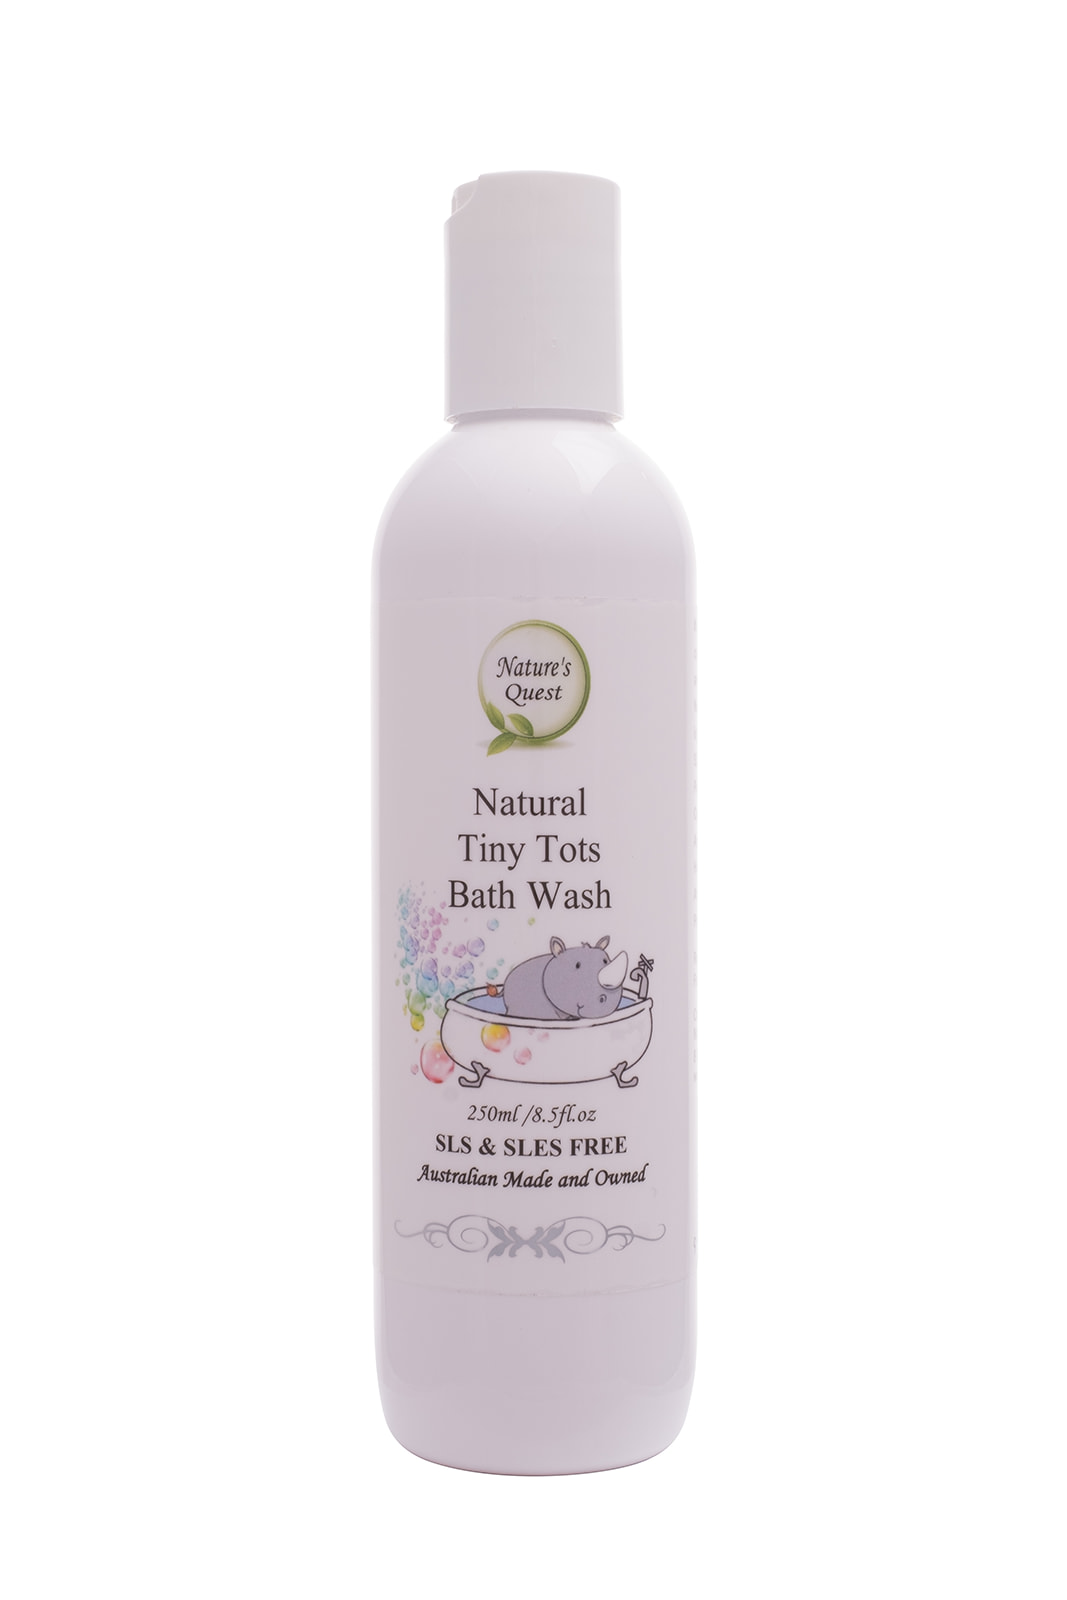 Nature's
Quest
Natural
Tiny Tots
Bath Wash
250ml /8.5fl.oz
SLS & SLES FREE
Australian Made and Owned